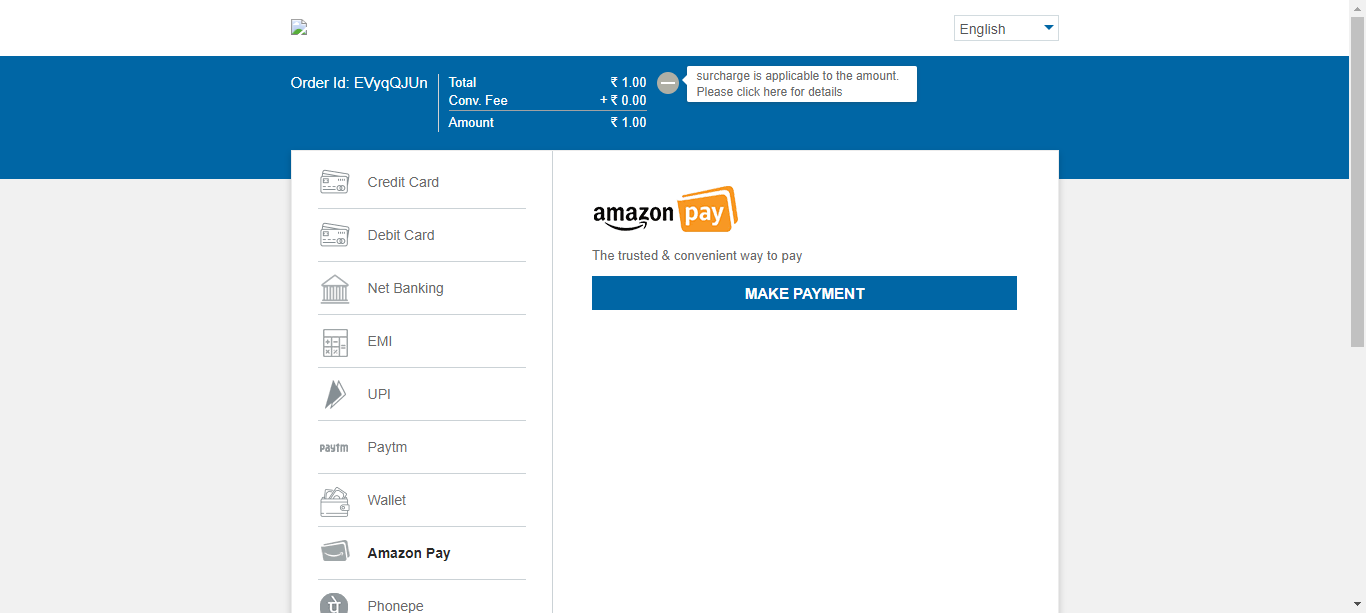 English
Order Id: EVyqQJUn
Total ₹ 1.00
Conv. Fee + ₹ 0.00
Amount ₹ 1.00
surcharge is applicable to the amount.
Please click here for details
Credit Card
Debit Card
Net Banking
EMI
UPI
paytm Paytm
Wallet
Amazon Pay
पे Phonepe
amazon pay
The trusted & convenient way to pay
MAKE PAYMENT